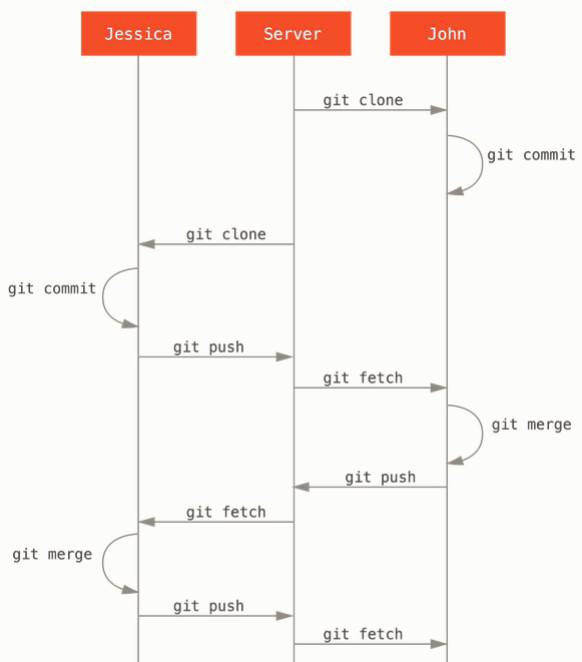 Jessica
Server
John
git clone
git commit
git clone
git commit
git push
git fetch
git merge
git push
git fetch
git merge
git push
git fetch